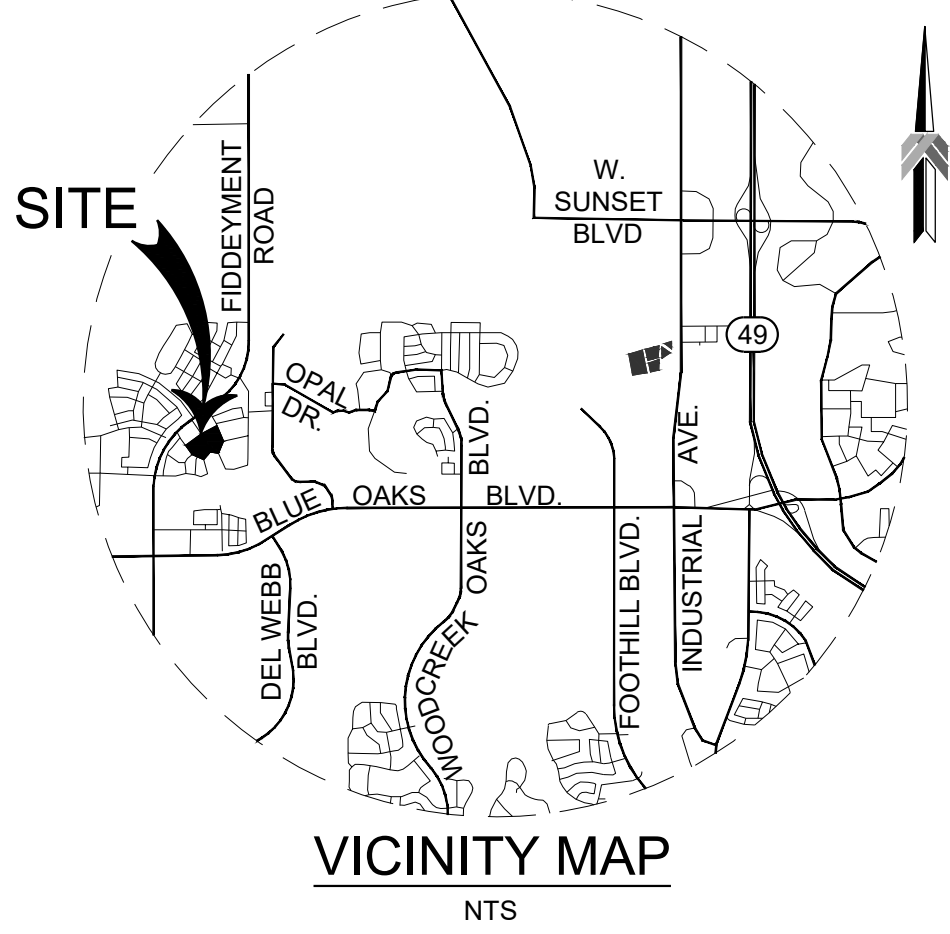 SITE
FIDDEYMENT
ROAD
W.
SUNSET
BLVD
49
OPAL
DR.
BLVD.
AVE.
BLUE
OAKS
BLVD.
OAKS
WOODCREEK
DEL WEBB
BLVD.
FOOTHILL BLVD.
INDUSTRIAL
VICINITY MAP
NTS